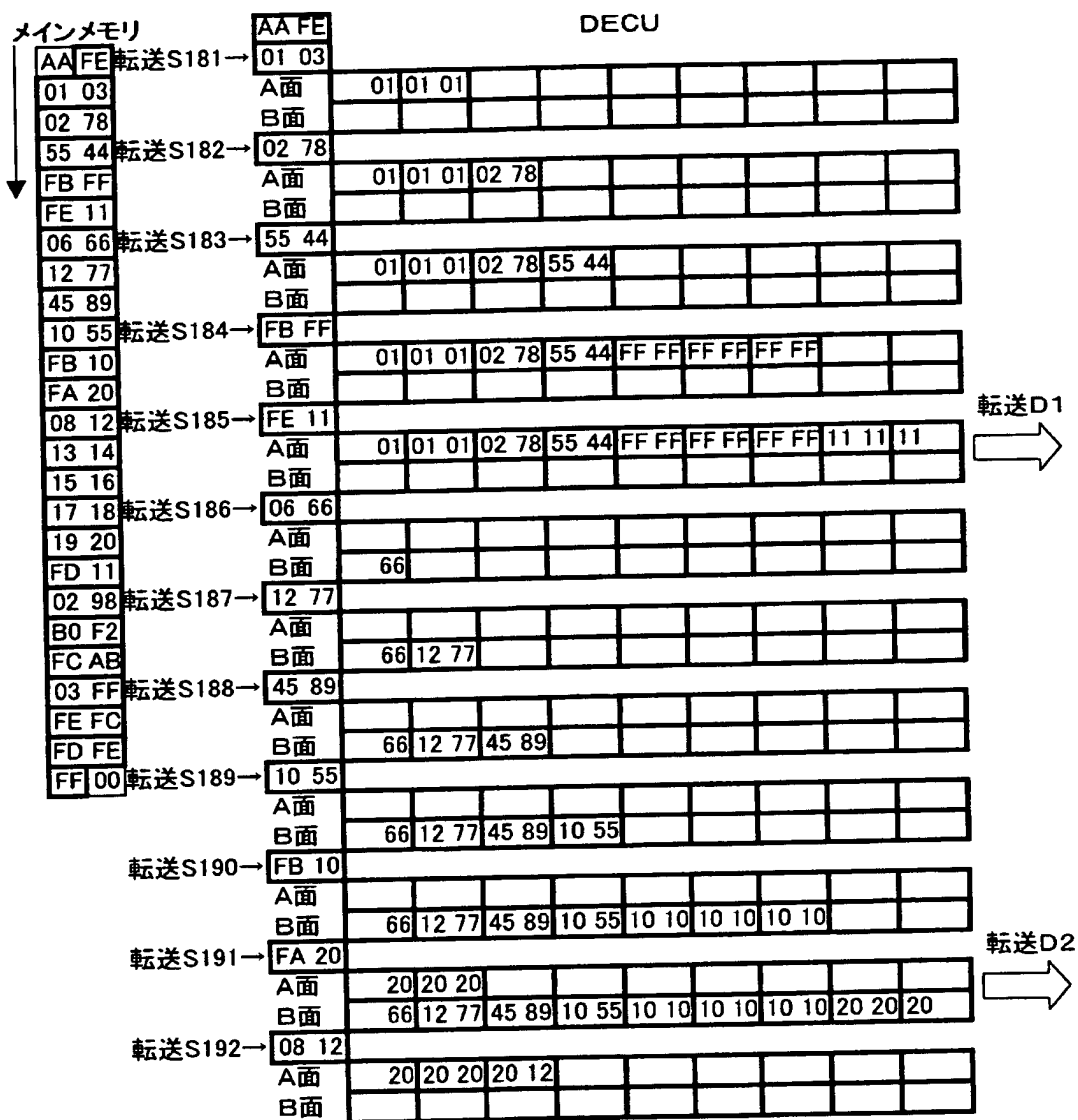 メインメモリ
AA FE
01 03
02 78
55 44
FB FF
FE 11
06 66
12 77
45 89
10 55
FB 10
FA 20
08 12
13 14
15 16
17 18
19 20
FD 11
02 98
B0 F2
FC AB
03 FF
FE FC
FD FE
FF 00
DECU
AA FE
転送S181→ 01 03
A面 01 01 01
B面
転送S182→ 02 78
A面 01 01 01 02 78
B面
転送S183→ 55 44
A面 01 01 01 02 78 55 44
B面
転送S184→ FB FF
A面 01 01 01 02 78 55 44 FF FF FF FF FF FF
B面
転送S185→ FE 11
A面 01 01 01 02 78 55 44 FF FF FF FF FF FF 11 11 11
B面
転送D1
転送S186→ 06 66
A面
B面 66
転送S187→ 12 77
A面
B面 66 12 77
転送S188→ 45 89
A面
B面 66 12 77 45 89
転送S189→ 10 55
A面
B面 66 12 77 45 89 10 55
転送S190→ FB 10
A面
B面 66 12 77 45 89 10 55 10 10 10 10 10 10
転送S191→ FA 20
A面 20 20 20
B面 66 12 77 45 89 10 55 10 10 10 10 10 10 20 20 20
転送D2
転送S192→ 08 12
A面 20 20 20 20 12
B面